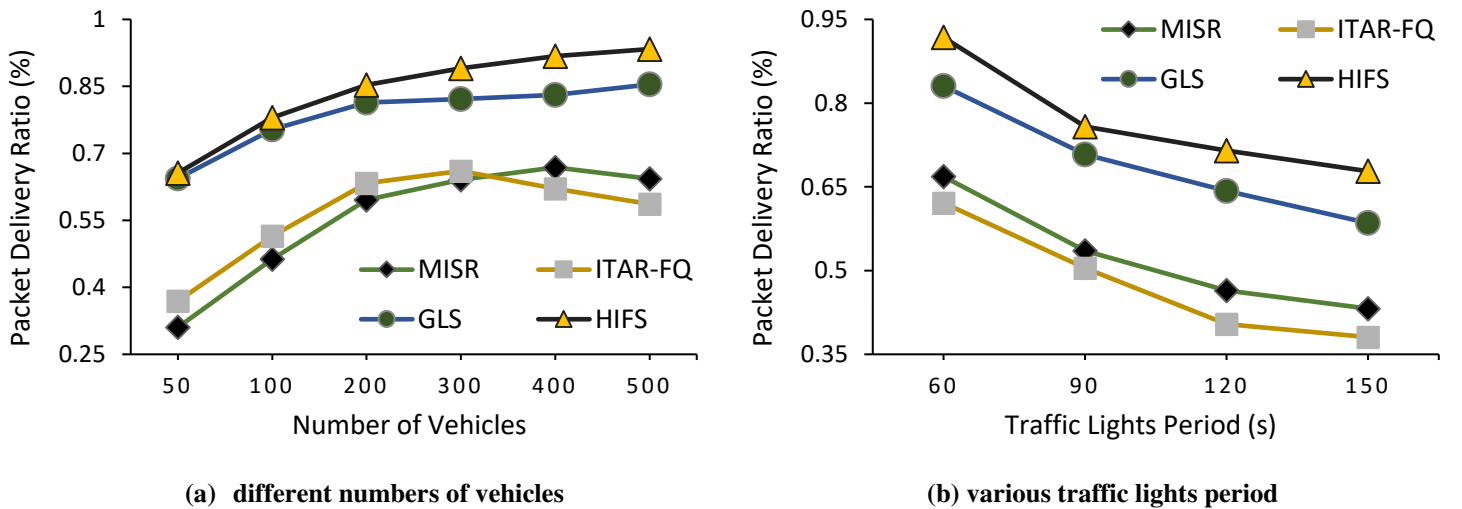 Packet Delivery Ratio (%)
1
0.85
0.7
0.55
0.4
0.25
MISR
ITAR-FQ
GLS
HIFS
50 100 200 300 400 500
Number of Vehicles
(a) different numbers of vehicles
Packet Delivery Ratio (%)
0.95
0.8
0.65
0.5
0.35
MISR
ITAR-FQ
GLS
HIFS
60 90 120 150
Traffic Lights Period (s)
(b) various traffic lights period